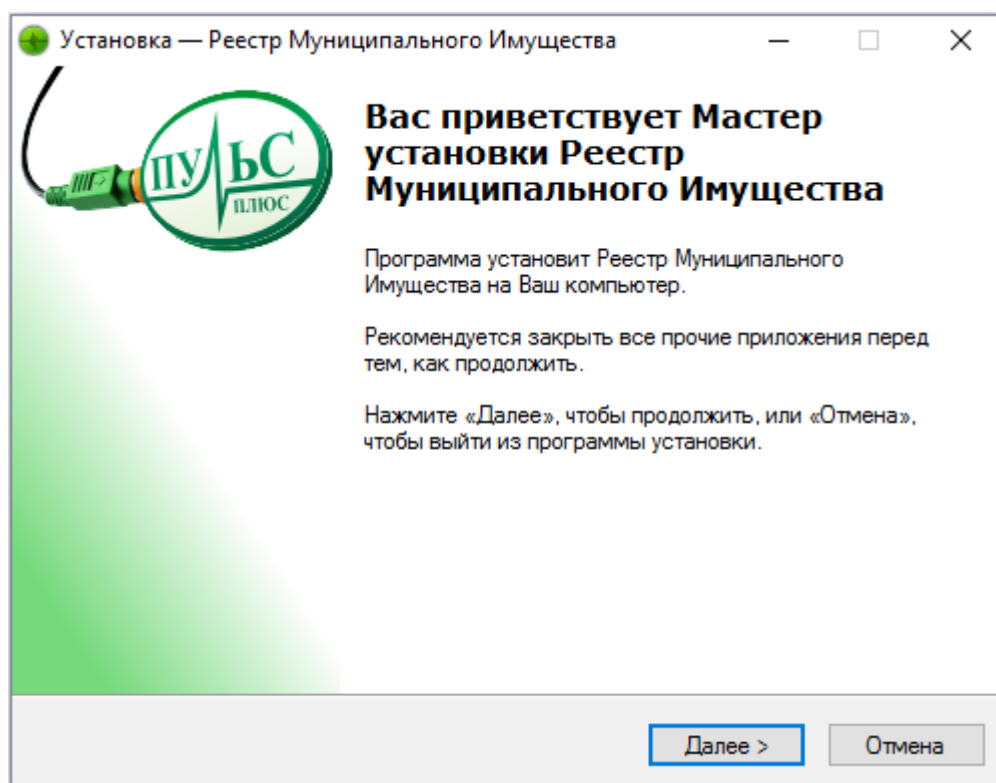 Установка — Реестр Муниципального Имущества
ПУЛЬС
ПЛЮС
Вас приветствует Мастер
установки Реестр
Муниципального Имущества
Программа установит Реестр Муниципального
Имущества на Ваш компьютер.
Рекомендуется закрыть все прочие приложения перед
тем, как продолжить.
Нажмите «Далее», чтобы продолжить, или «Отмена»,
чтобы выйти из программы установки.
Далее >
Отмена